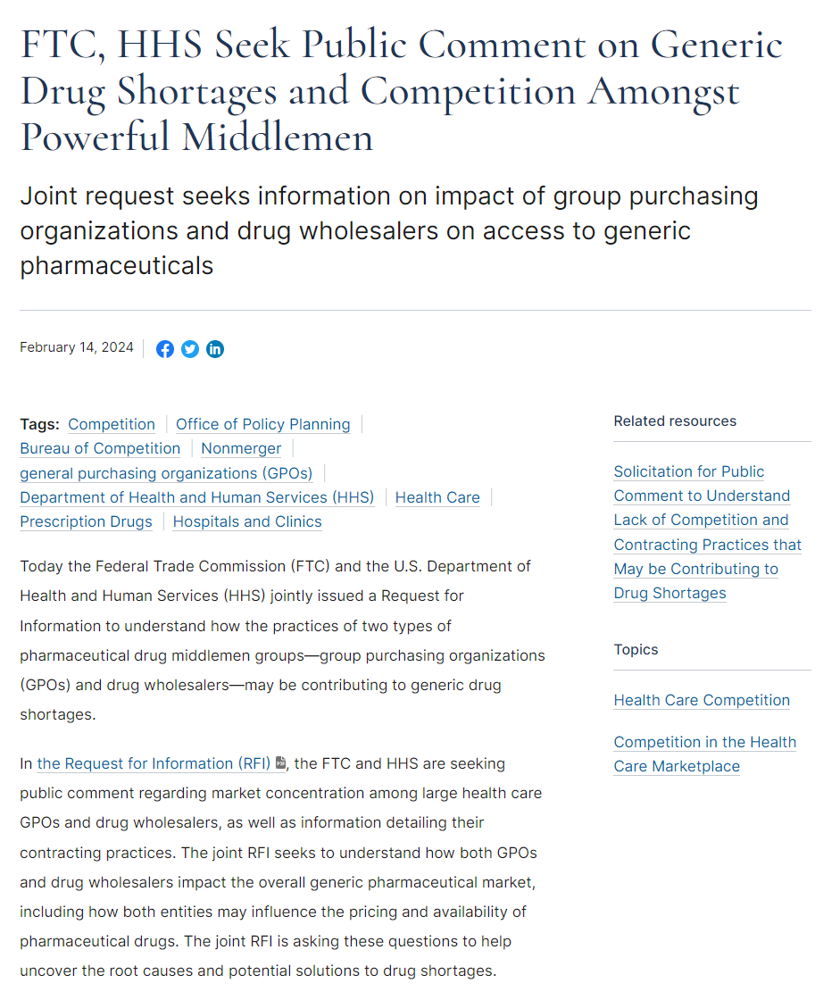 FTC, HHS Seek Public Comment on Generic
Drug Shortages and Competition Amongst
Powerful Middlemen
Joint request seeks information on impact of group purchasing
organizations and drug wholesalers on access to generic
pharmaceuticals
February 14, 2024
Tags: Competition | Office of Policy Planning |
Bureau of Competition | Nonmerger |
general purchasing organizations (GPOs) |
Department of Health and Human Services (HHS) | Health Care |
Prescription Drugs | Hospitals and Clinics
Today the Federal Trade Commission (FTC) and the U.S. Department of
Health and Human Services (HHS) jointly issued a Request for
Information to understand how the practices of two types of
pharmaceutical drug middlemen groups—group purchasing organizations
(GPOs) and drug wholesalers—may be contributing to generic drug
shortages.
In the Request for Information (RFI), the FTC and HHS are seeking
public comment regarding market concentration among large health care
GPOs and drug wholesalers, as well as information detailing their
contracting practices. The joint RFI seeks to understand how both GPOs
and drug wholesalers impact the overall generic pharmaceutical market,
including how both entities may influence the pricing and availability of
pharmaceutical drugs. The joint RFI is asking these questions to help
uncover the root causes and potential solutions to drug shortages.
Related resources
Solicitation for Public
Comment to Understand
Lack of Competition and
Contracting Practices that
May be Contributing to
Drug Shortages
Topics
Health Care Competition
Competition in the Health
Care Marketplace